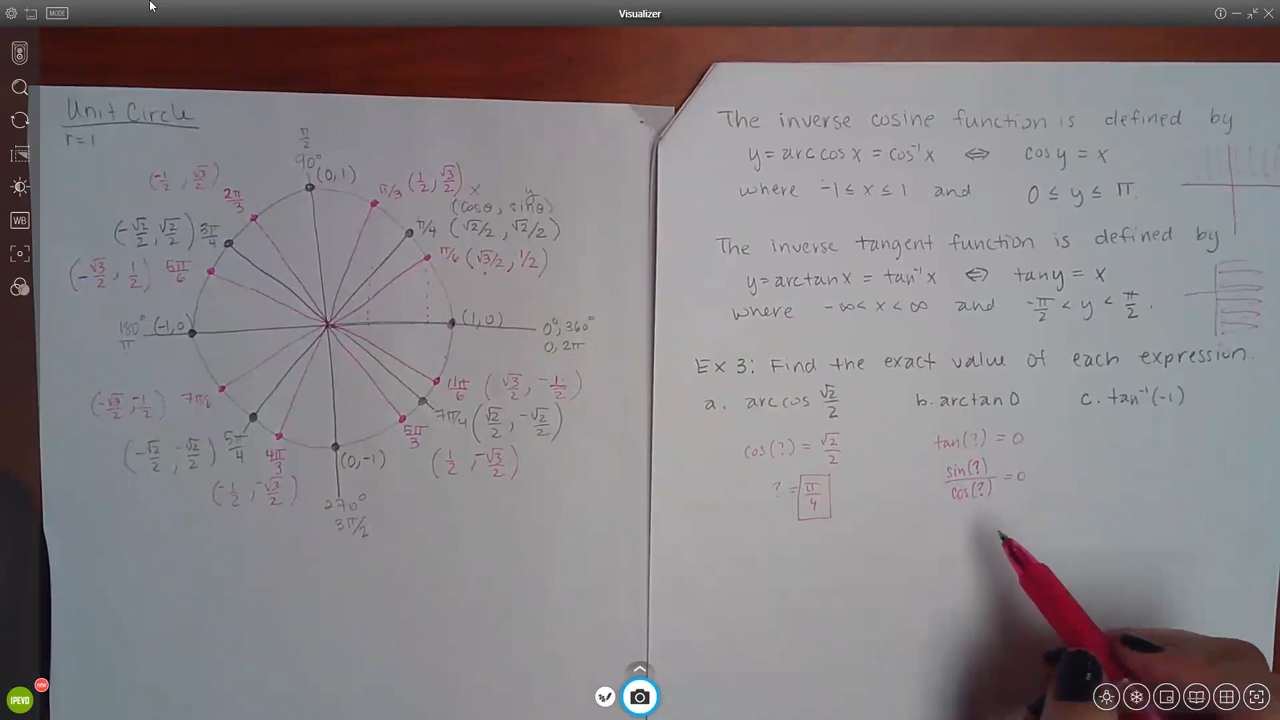 MODE
Visualizer
Unit Circle
r=1
π/2
90°
(0,1)
(-1/2, √3/2)
2π/3
π/3 (1/2, √3/2) x y
(cosθ, sinθ)
(-√2/2, √2/2) 3π/4
π/4 (√2/2, √2/2)
(-√3/2, 1/2) 5π/6
π/6 (√3/2, 1/2)
180° (-1,0)
π
(1,0) 0°, 360°
0, 2π
(-√3/2, -1/2) 7π/6
11π/6 (√3/2, -1/2)
(-√2/2, -√2/2) 5π/4
7π/4 (√2/2, -√2/2)
(-1/2, -√3/2) 4π/3
(0,-1)
5π/3
(1/2, -√3/2)
270°
3π/2
The inverse cosine function is defined by
y = arccos x = cos⁻¹x ⇔ cos y = x
where -1 ≤ x ≤ 1 and 0 ≤ y ≤ π.
The inverse tangent function is defined by
y = arctan x = tan⁻¹x ⇔ tan y = x
where -∞ < x < ∞ and -π/2 < y < π/2.
Ex 3: Find the exact value of each expression.
a. arccos √2/2 b. arctan 0 c. tan⁻¹(-1)
cos(?) = √2/2 tan(?) = 0
? = π/4 sin(?)/cos(?) = 0
IPEVO
new